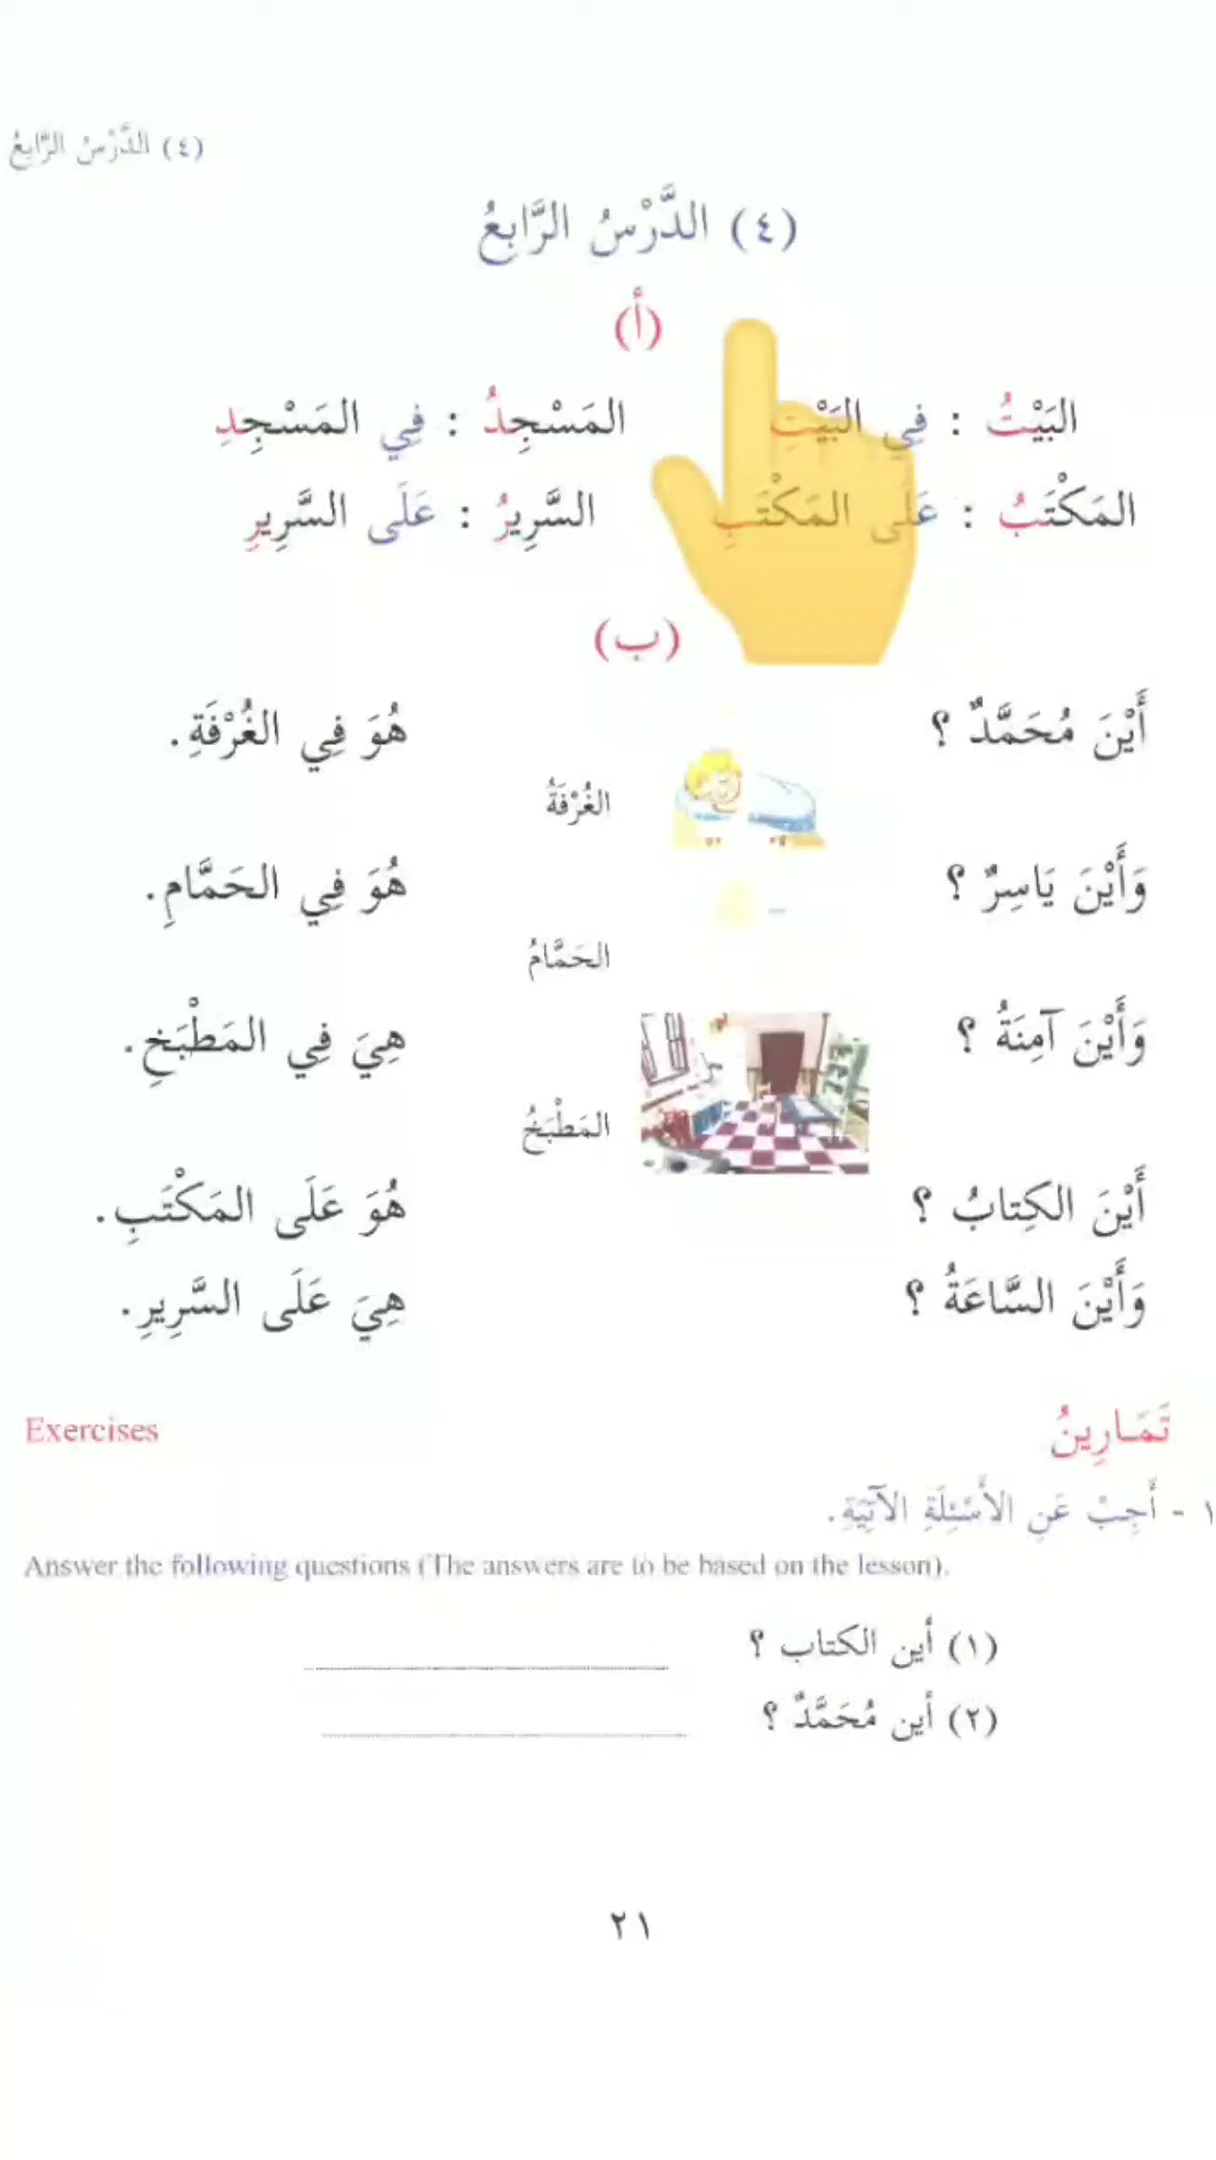 (٤) الدَّرْسُ الرَّابِعُ
(٤) الدَّرْسُ الرَّابِعُ
(أ)
البَيْتُ : فِي البَيْتِ المَسْجِدُ : فِي المَسْجِدِ
المَكْتَبُ : عَلَى المَكْتَبِ السَّرِيرُ : عَلَى السَّرِيرِ
(ب)
أَيْنَ مُحَمَّدٌ ؟ هُوَ فِي الغُرْفَةِ.
الغُرْفَةُ
وَأَيْنَ يَاسِرٌ ؟ هُوَ فِي الحَمَّامِ.
الحَمَّامُ
وَأَيْنَ آمِنَةُ ؟ هِيَ فِي المَطْبَخِ.
المَطْبَخُ
أَيْنَ الكِتابُ ؟ هُوَ عَلَى المَكْتَبِ.
وَأَيْنَ السَّاعَةُ ؟ هِيَ عَلَى السَّرِيرِ.
تَمَارِينُ Exercises
١ - أَجِبْ عَنِ الأَسْئِلَةِ الآتِيَةِ.
Answer the following questions (The answers are to be based on the lesson).
(١) أين الكتاب ؟
(٢) أين مُحَمَّدٌ ؟
٢١